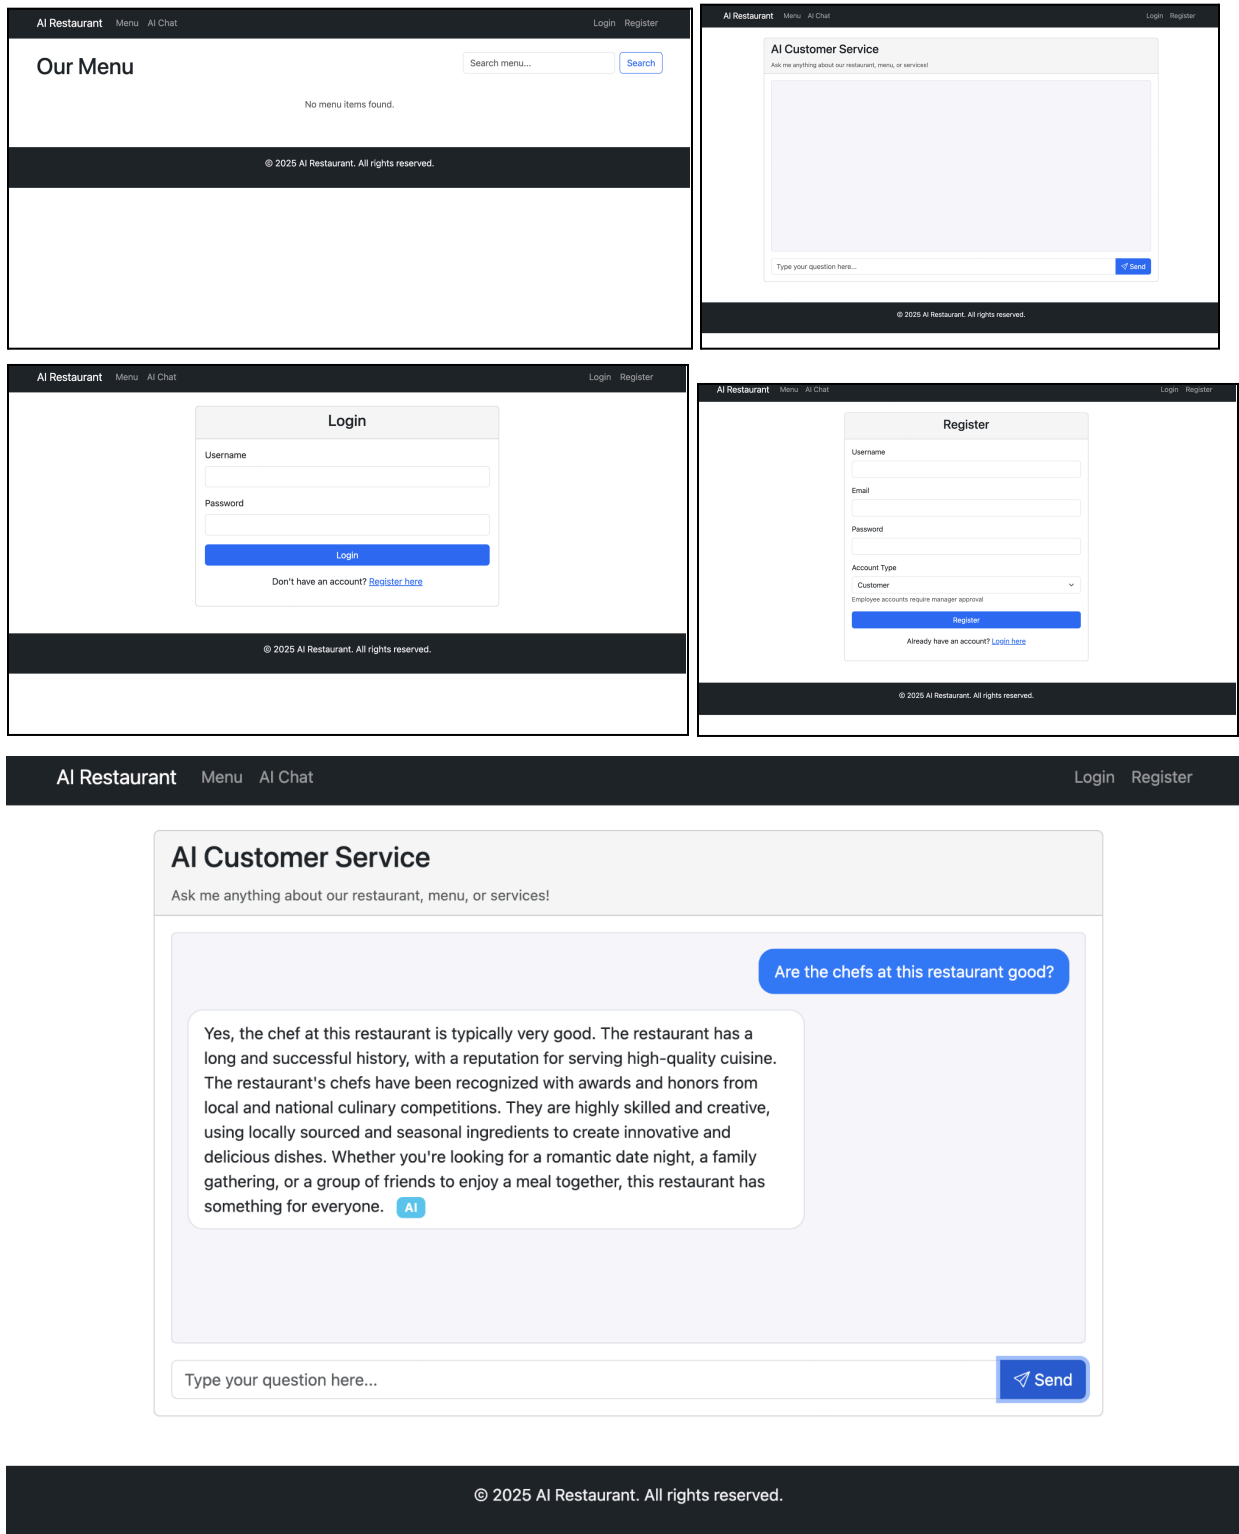 AI Restaurant Menu AI Chat Login Register
Our Menu
Search menu... Search
No menu items found.
© 2025 AI Restaurant. All rights reserved.
AI Restaurant Menu AI Chat Login Register
AI Customer Service
Ask me anything about our restaurant, menu, or services!
Type your question here... Send
© 2025 AI Restaurant. All rights reserved.
AI Restaurant Menu AI Chat Login Register
Login
Username
Password
Login
Don't have an account? Register here
© 2025 AI Restaurant. All rights reserved.
AI Restaurant Menu AI Chat Login Register
Register
Username
Email
Password
Account Type
Customer
Employee accounts require manager approval
Register
Already have an account? Login here
© 2025 AI Restaurant. All rights reserved.
AI Restaurant Menu AI Chat Login Register
AI Customer Service
Ask me anything about our restaurant, menu, or services!
Are the chefs at this restaurant good?
Yes, the chef at this restaurant is typically very good. The restaurant has a
long and successful history, with a reputation for serving high-quality cuisine.
The restaurant's chefs have been recognized with awards and honors from
local and national culinary competitions. They are highly skilled and creative,
using locally sourced and seasonal ingredients to create innovative and
delicious dishes. Whether you're looking for a romantic date night, a family
gathering, or a group of friends to enjoy a meal together, this restaurant has
something for everyone. AI
Type your question here... Send
© 2025 AI Restaurant. All rights reserved.